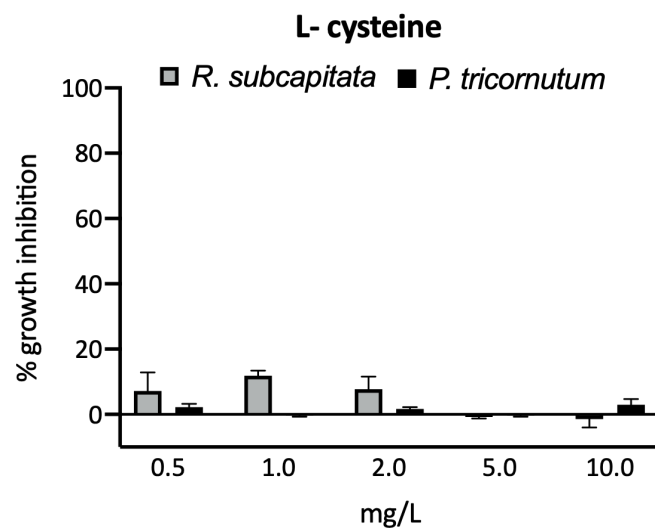 L- cysteine
R. subcapitata P. tricornutum
100
80
60
40
20
0
% growth inhibition
0.5 1.0 2.0 5.0 10.0
mg/L